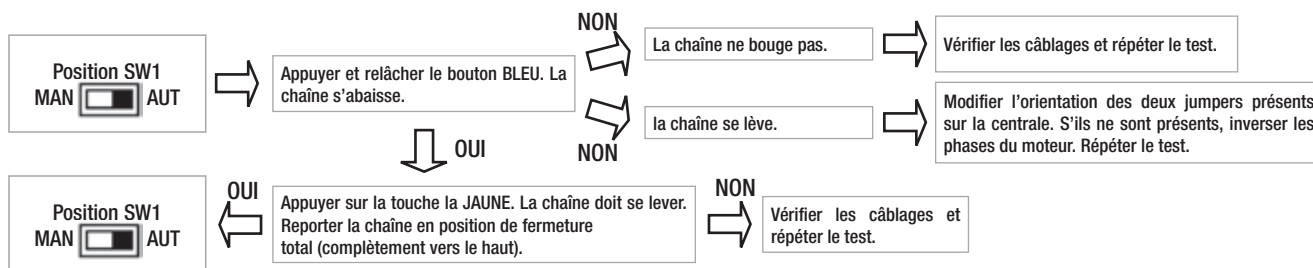 Position SW1
MAN AUT
Appuyer et relâcher le bouton BLEU. La
chaîne s'abaisse.
NON
La chaîne ne bouge pas.
Vérifier les câblages et répéter le test.
NON
la chaîne se lève.
Modifier l'orientation des deux jumpers présents
sur la centrale. S'ils ne sont présents, inverser les
phases du moteur. Répéter le test.
OUI
Appuyer sur la touche la JAUNE. La chaîne doit se lever.
Reporter la chaîne en position de fermeture
total (complètement vers le haut).
OUI
Position SW1
MAN AUT
NON
Vérifier les câblages et
répéter le test.